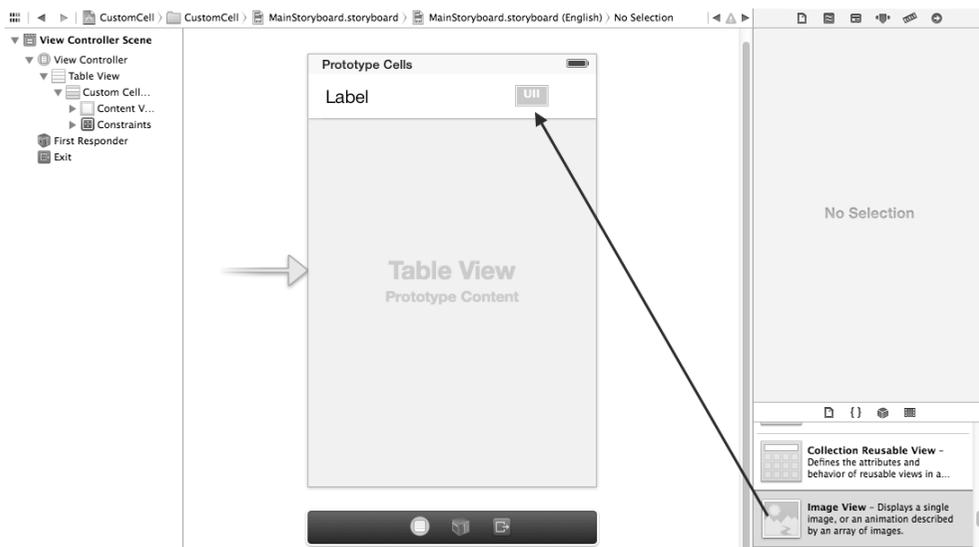 CustomCell 〉 CustomCell 〉 MainStoryboard.storyboard 〉 MainStoryboard.storyboard (English) 〉 No Selection
View Controller Scene
View Controller
Table View
Custom Cell...
Content V...
Constraints
First Responder
Exit
Prototype Cells
Label
UII
Table View
Prototype Content
No Selection
{}
Collection Reusable View –
Defines the attributes and
behavior of reusable views in a...
Image View – Displays a single
image, or an animation described
by an array of images.